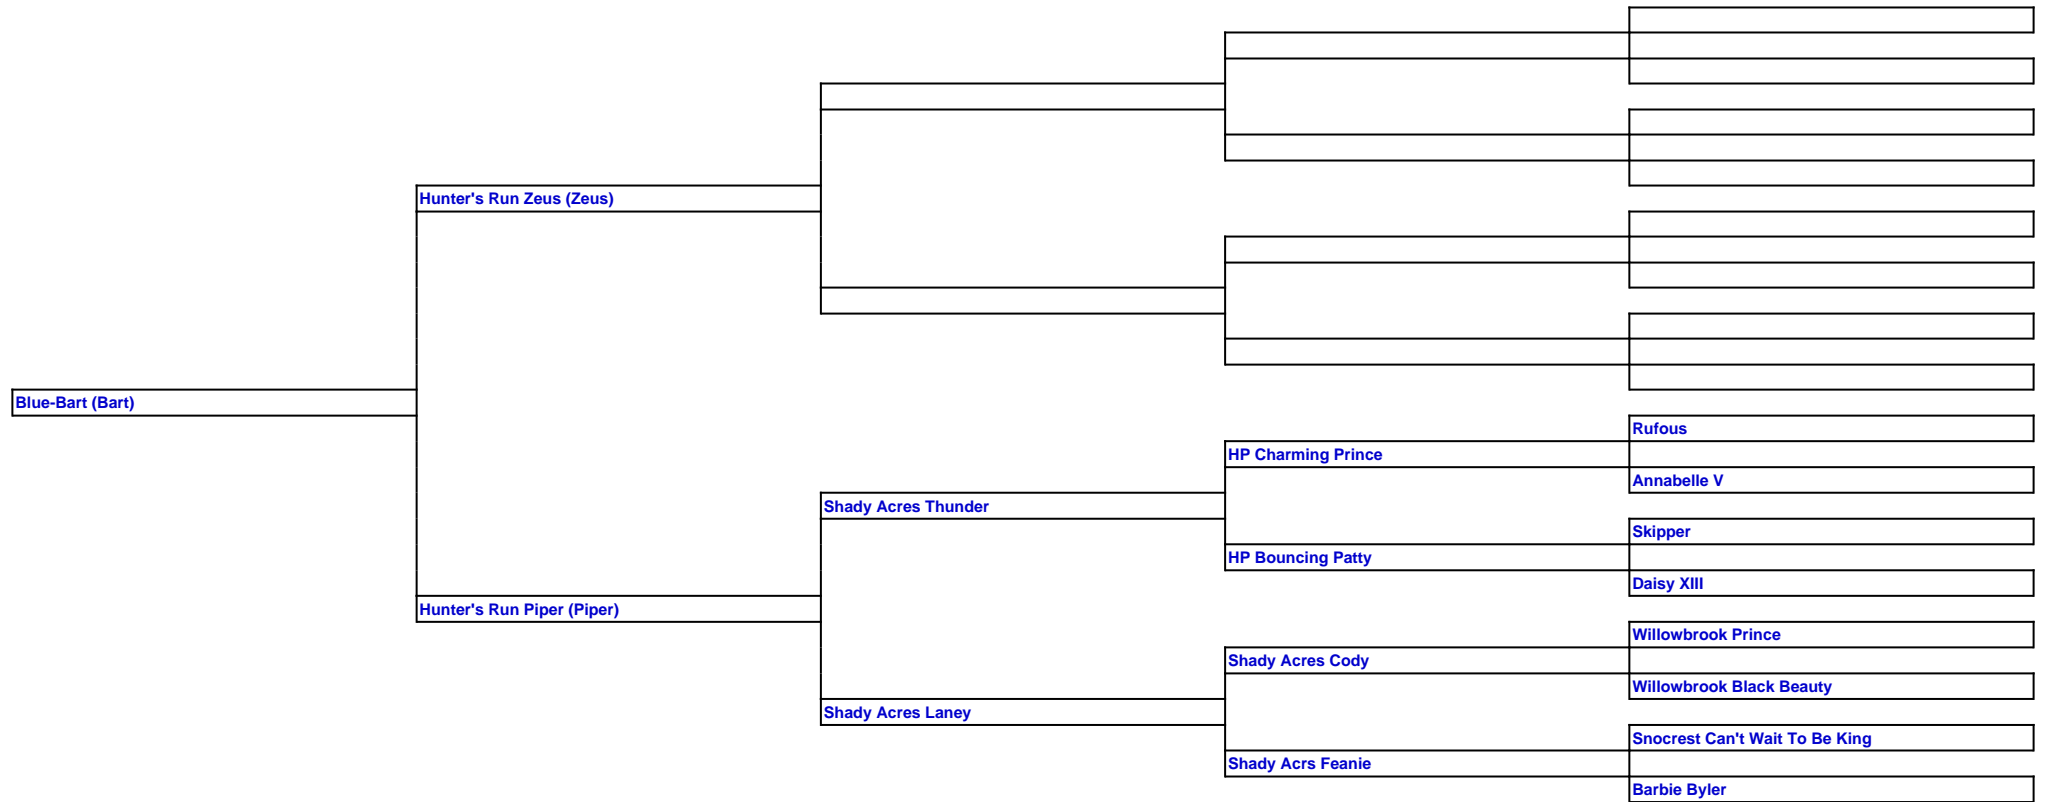 Hunter's Run Zeus (Zeus)
Blue-Bart (Bart)
Rufous
HP Charming Prince
Annabelle V
Shady Acres Thunder
Skipper
HP Bouncing Patty
Daisy XIII
Hunter's Run Piper (Piper)
Willowbrook Prince
Shady Acres Cody
Willowbrook Black Beauty
Shady Acres Laney
Snocrest Can't Wait To Be King
Shady Acrs Feanie
Barbie Byler